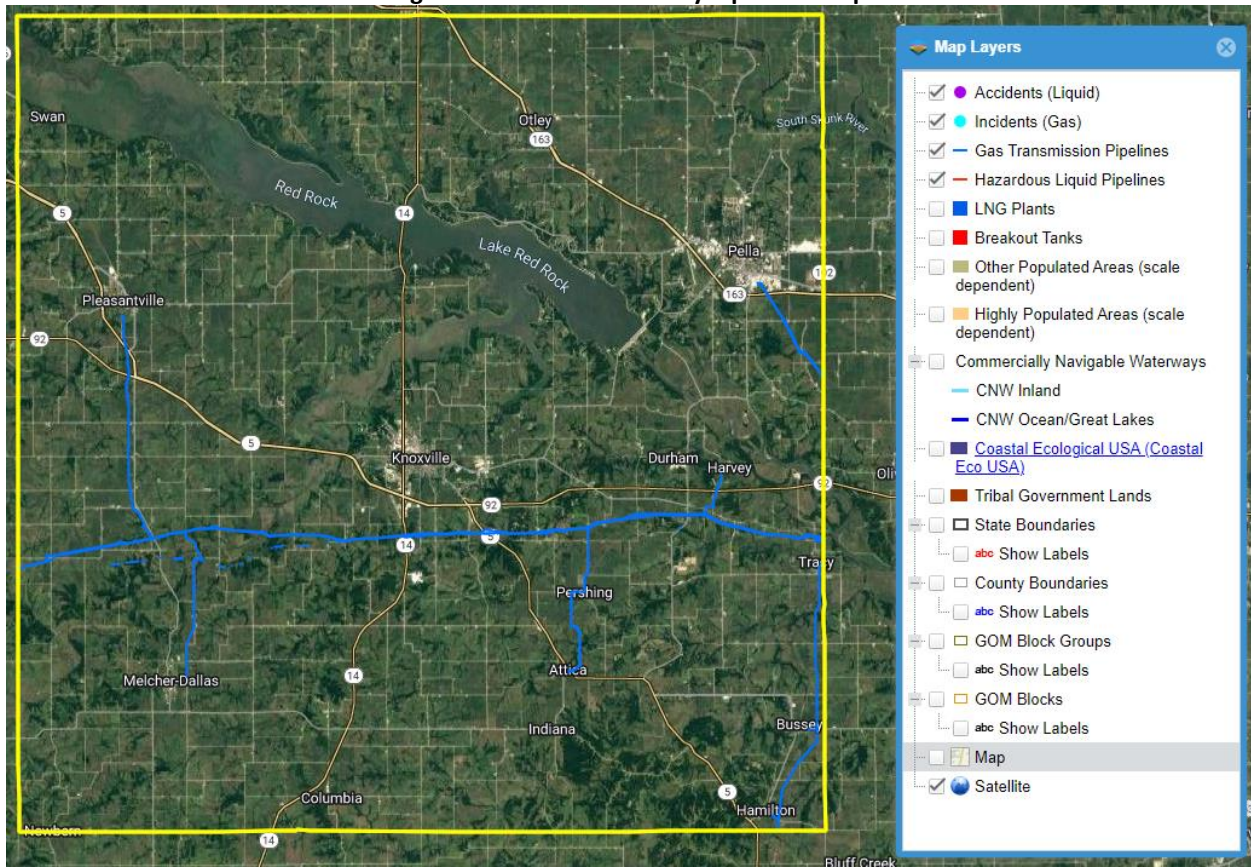 Swan
Otley
163
South Skunk River
5
Red Rock
14
Lake Red Rock
Pella
163
Pleasantville
92
5
Knoxville
Durham
Harvey
92
92
14
5
Tracy
Pershing
Melcher-Dallas
14
Attica
Indiana
Bussey
5
Columbia
Hamilton
Newbern
14
Bluff Creek
Map Layers
Accidents (Liquid)
Incidents (Gas)
Gas Transmission Pipelines
Hazardous Liquid Pipelines
LNG Plants
Breakout Tanks
Other Populated Areas (scale
dependent)
Highly Populated Areas (scale
dependent)
Commercially Navigable Waterways
CNW Inland
CNW Ocean/Great Lakes
Coastal Ecological USA (Coastal
Eco USA)
Tribal Government Lands
State Boundaries
abc Show Labels
County Boundaries
abc Show Labels
GOM Block Groups
abc Show Labels
GOM Blocks
abc Show Labels
Map
Satellite